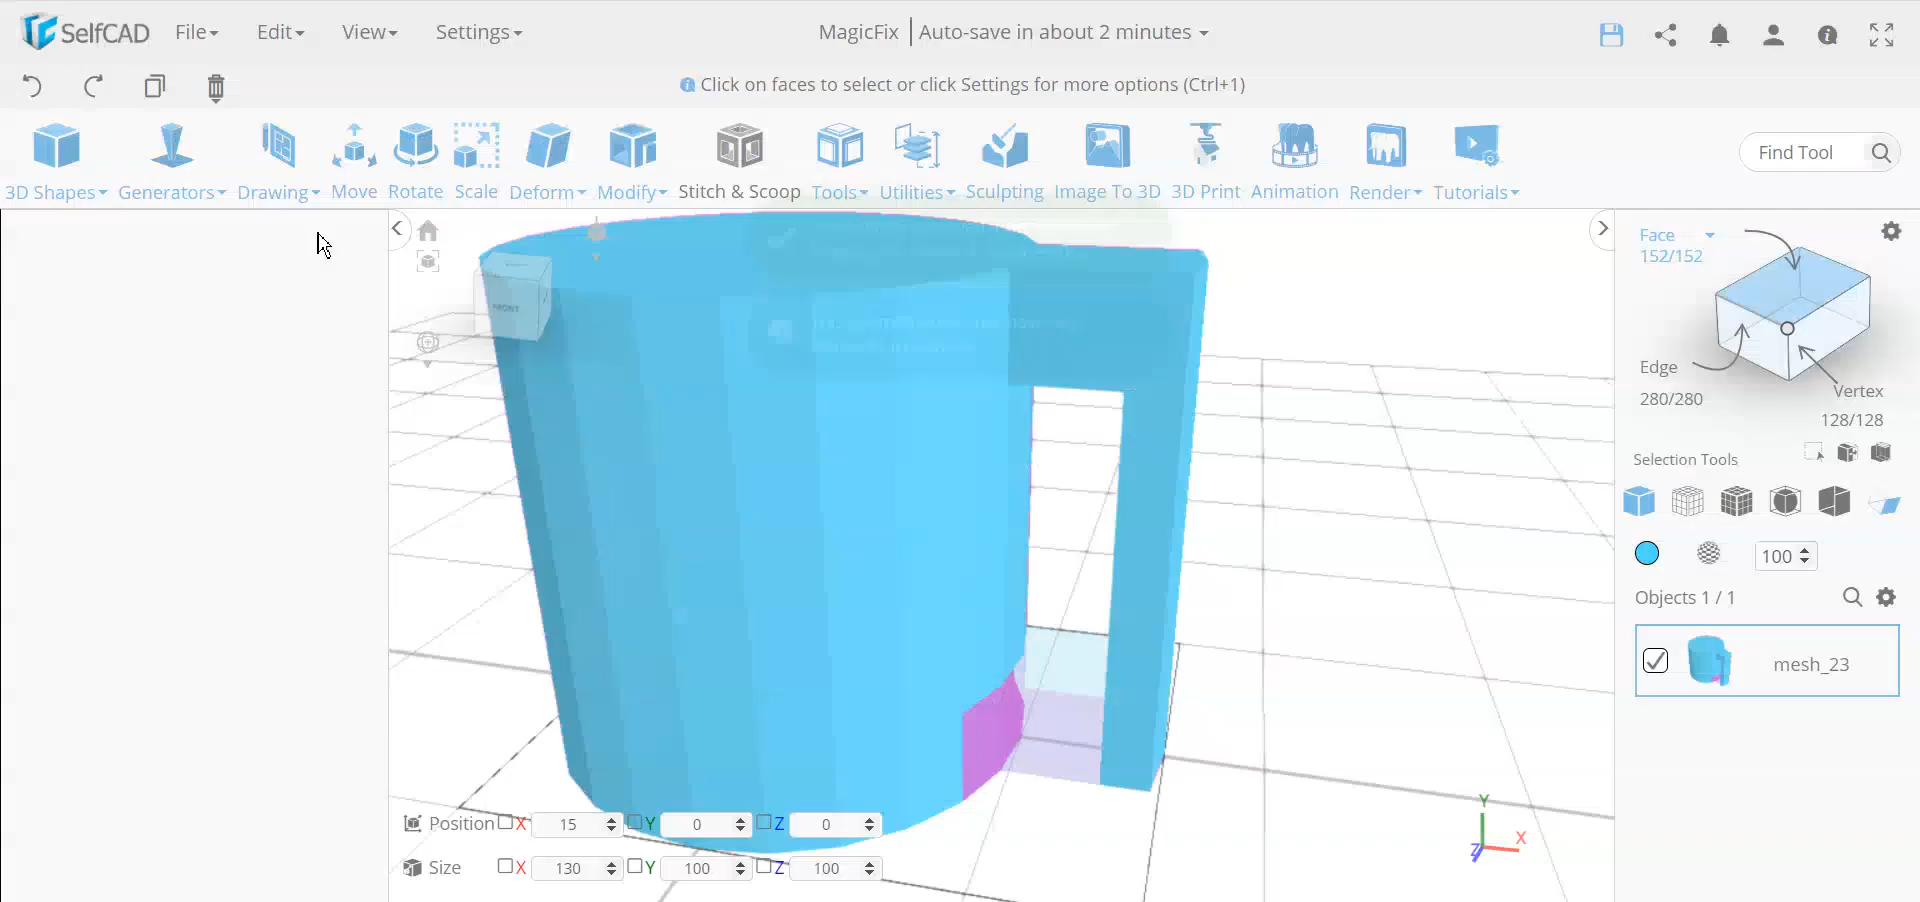 SelfCAD File Edit View Settings MagicFix Auto-save in about 2 minutes
Click on faces to select or click Settings for more options (Ctrl+1)
3D Shapes Generators Drawing Move Rotate Scale Deform Modify Stitch & Scoop Tools Utilities Sculpting Image To 3D 3D Print Animation Render Tutorials
Find Tool
FRONT
Face
152/152
Edge
280/280
Vertex
128/128
Selection Tools
100
Objects 1 / 1
mesh_23
Position X 15 Y 0 Z 0
Size X 130 Y 100 Z 100
Y
X
Z